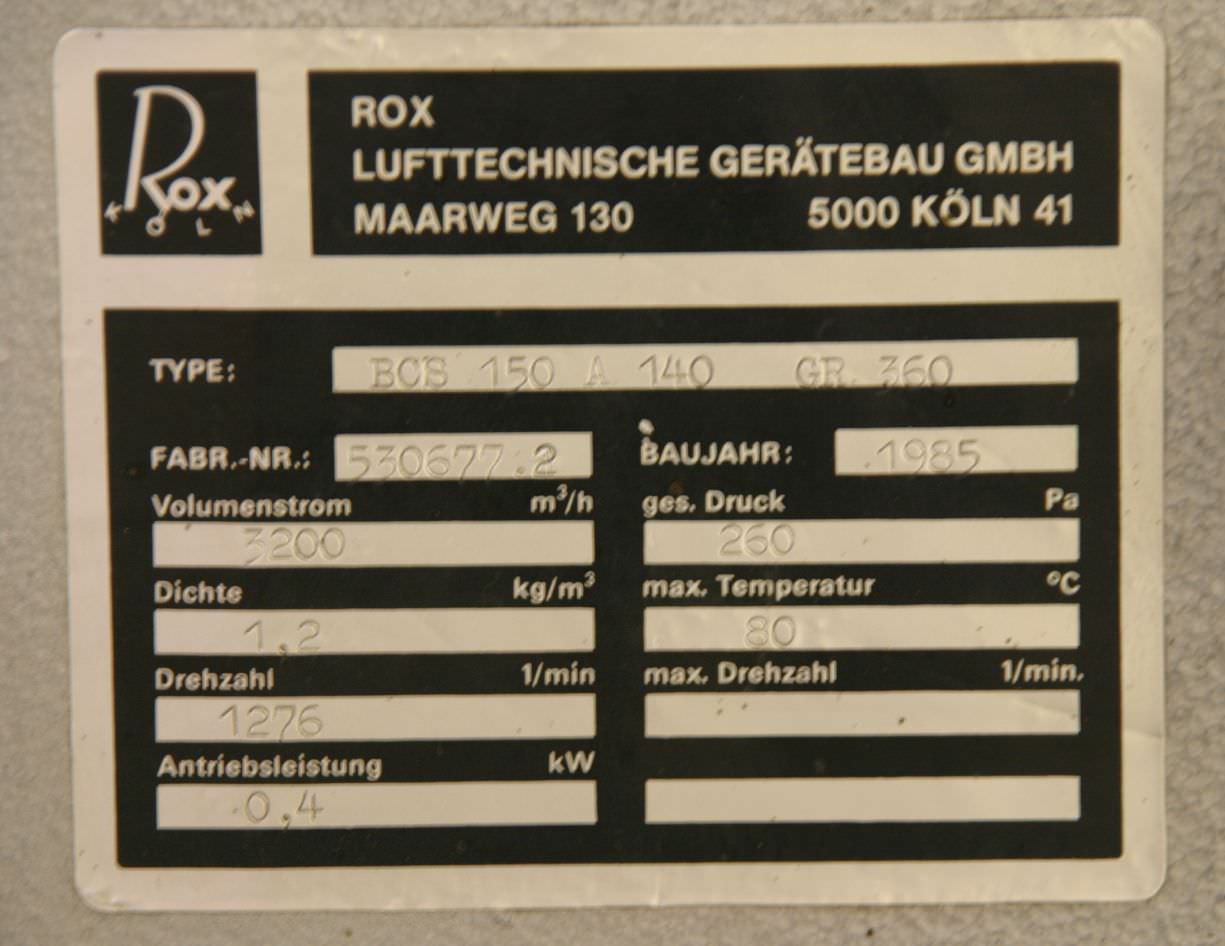 Rox
KÖLN
ROX
LUFTTECHNISCHE GERÄTEBAU GMBH
MAARWEG 130 5000 KÖLN 41
TYPE: BCB 150 A 140 GR 360
FABR.-NR.: 530677.2 BAUJAHR: 1985
Volumenstrom m³/h ges. Druck Pa
3200 260
Dichte kg/m³ max. Temperatur °C
1,2 80
Drehzahl 1/min max. Drehzahl 1/min.
1276
Antriebsleistung kW
0,4